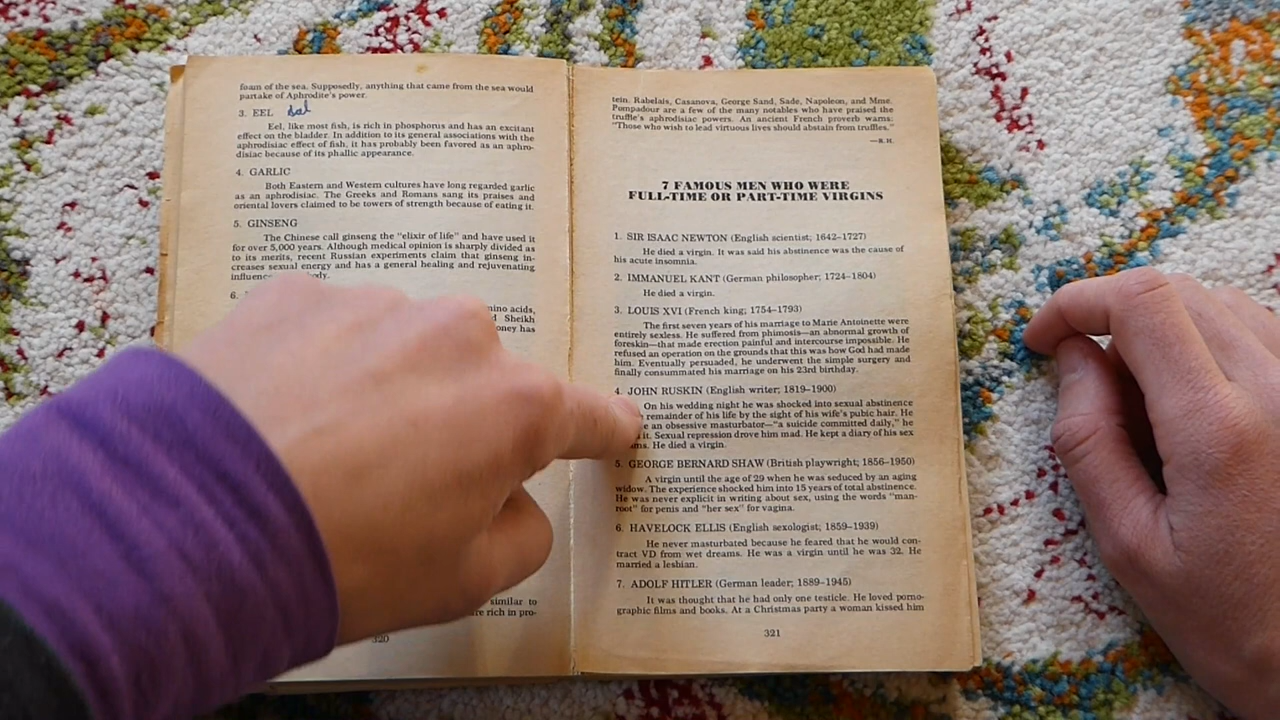 foam of the sea. Supposedly, anything that came from the sea would
partake of Aphrodite's power.
3. EEL
Eel, like most fish, is rich in phosphorus and has an excitant
effect on the bladder. In addition to its general associations with the
aphrodisiac effect of fish, it has probably been favored as an aphro-
disiac because of its phallic appearance.
4. GARLIC
Both Eastern and Western cultures have long regarded garlic
as an aphrodisiac. The Greeks and Romans sang its praises and
oriental lovers claimed to be towers of strength because of eating it.
5. GINSENG
The Chinese call ginseng the "elixir of life" and have used it
for over 5,000 years. Although medical opinion is sharply divided as
to its merits, recent Russian experiments claim that ginseng in-
creases sexual energy and has a general healing and rejuvenating
6.
acids,
Sheikh
has
similar to
rich in pro-
320
tein. Rabelais, Casanova, George Sand, Sade, Napoleon, and Mme.
Pompadour are a few of the many notables who have praised the
truffle's aphrodisiac powers. An ancient French proverb warns:
"Those who wish to lead virtuous lives should abstain from truffles."
—R.H.
7 FAMOUS MEN WHO WERE
FULL-TIME OR PART-TIME VIRGINS
1. SIR ISAAC NEWTON (English scientist; 1642–1727)
He died a virgin. It was said his abstinence was the cause of
his acute insomnia.
2. IMMANUEL KANT (German philosopher; 1724–1804)
He died a virgin.
3. LOUIS XVI (French king; 1754–1793)
The first seven years of his marriage to Marie Antoinette were
entirely sexless. He suffered from phimosis—an abnormal growth of
foreskin—that made erection painful and intercourse impossible. He
refused an operation on the grounds that this was how God had made
him. Eventually persuaded, he underwent the simple surgery and
finally consummated his marriage on his 23rd birthday.
4. JOHN RUSKIN (English writer; 1819–1900)
On his wedding night he was shocked into sexual abstinence
remainder of his life by the sight of his wife's pubic hair. He
an obsessive masturbator—"a suicide committed daily," he
it. Sexual repression drove him mad. He kept a diary of his sex
He died a virgin.
5. GEORGE BERNARD SHAW (British playwright; 1856–1950)
A virgin until the age of 29 when he was seduced by an aging
widow. The experience shocked him into 15 years of total abstinence.
He was never explicit in writing about sex, using the words "man-
root" for penis and "her sex" for vagina.
6. HAVELOCK ELLIS (English sexologist; 1859–1939)
He never masturbated because he feared that he would con-
tract VD from wet dreams. He was a virgin until he was 32. He
married a lesbian.
7. ADOLF HITLER (German leader; 1889–1945)
It was thought that he had only one testicle. He loved porno-
graphic films and books. At a Christmas party a woman kissed him
321